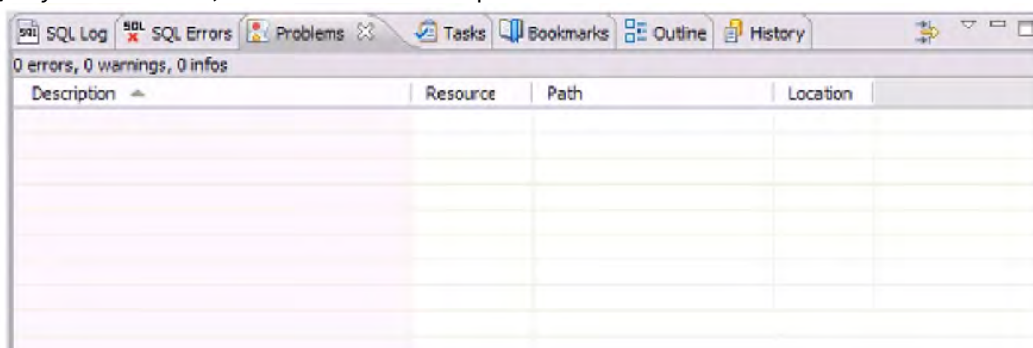 SQL Log SQL Errors Problems Tasks Bookmarks Outline History
0 errors, 0 warnings, 0 infos
Description Resource Path Location